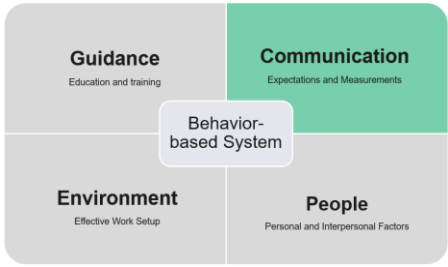 Guidance
Education and training
Communication
Expectations and Measurements
Behavior-
based System
Environment
Effective Work Setup
People
Personal and Interpersonal Factors